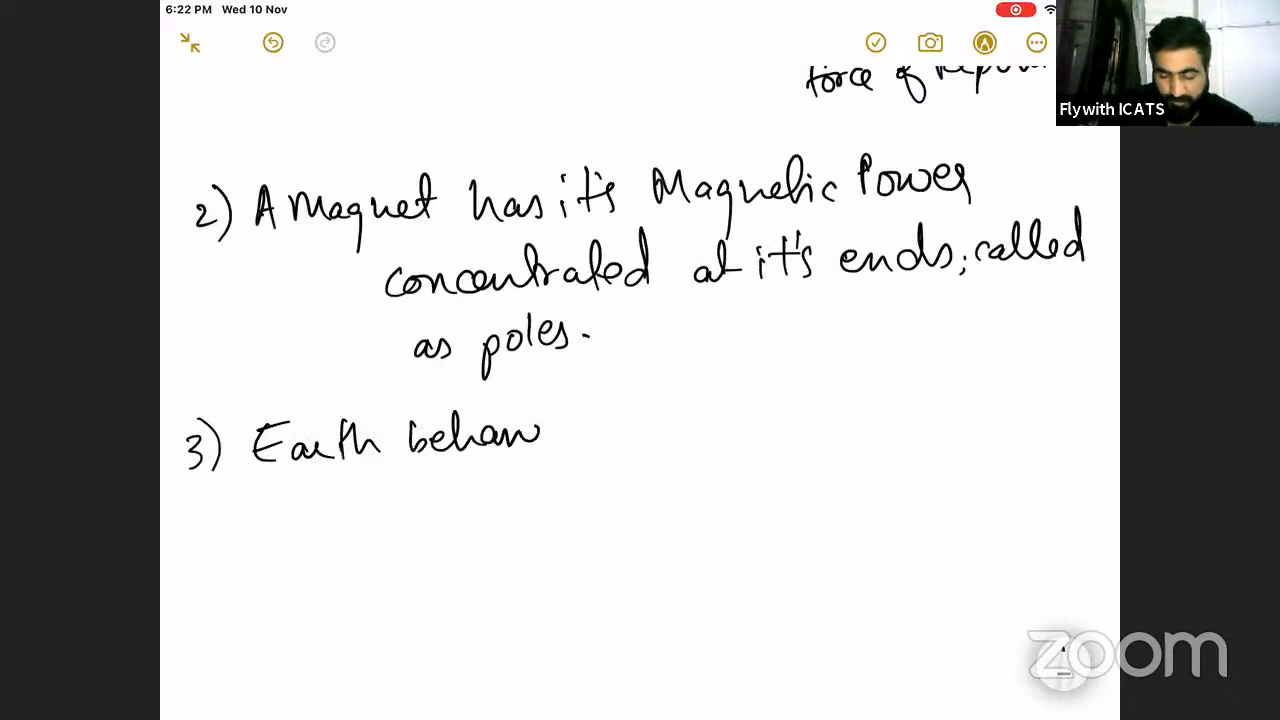 6:22 PM Wed 10 Nov
force of
Flywith ICATS
2) A Magnet has it's Magnetic Power
concentrated at it's ends, called
as poles.
3) Earth behav
zoom